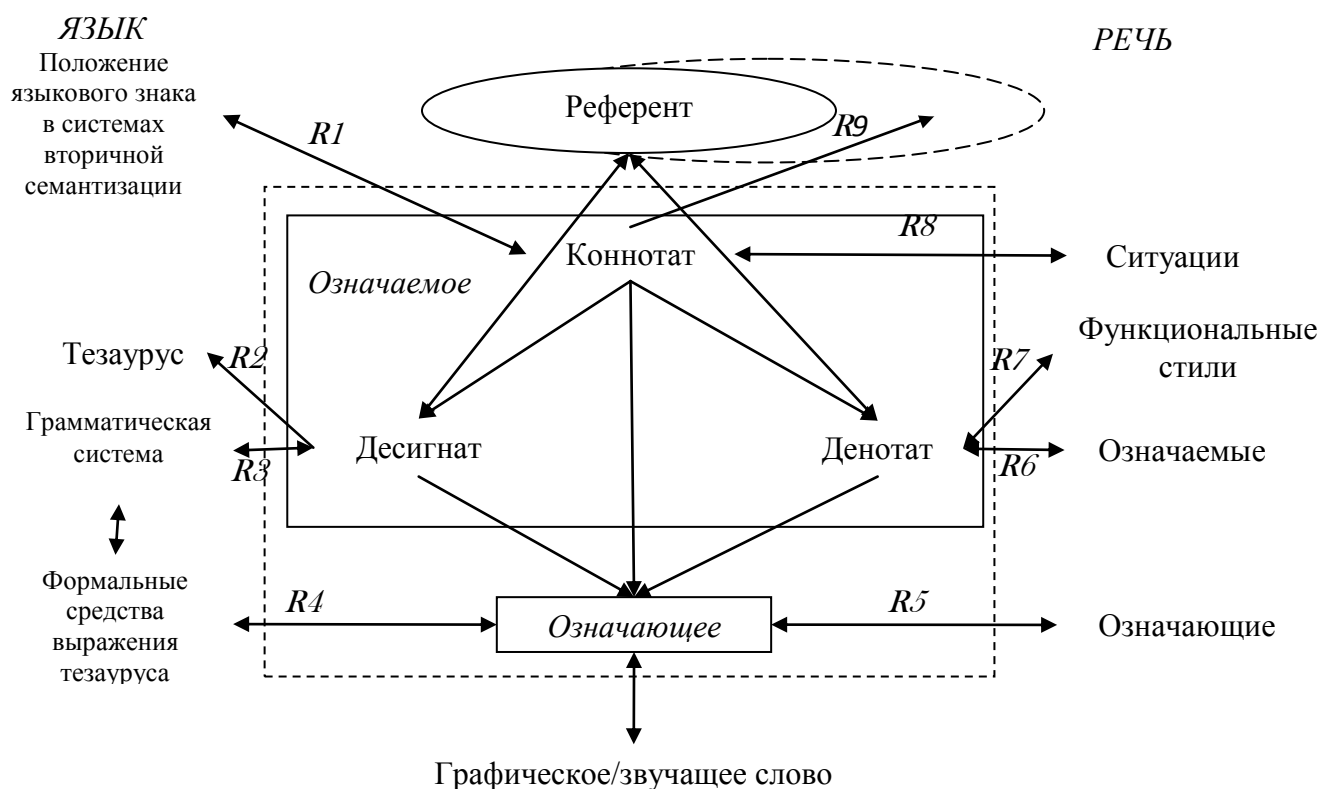 ЯЗЫК
РЕЧЬ
Положение
языкового знака
в системах
вторичной
семантизации
Референт
R1
R9
R8
Коннотат
Ситуации
Означаемое
Функциональные
стили
Тезаурус
R2
R7
Грамматическая
система
R3
Десигнат
Денотат
R6
Означаемые
Формальные
средства
выражения
тезауруса
R4
Означающее
R5
Означающие
Графическое/звучащее слово